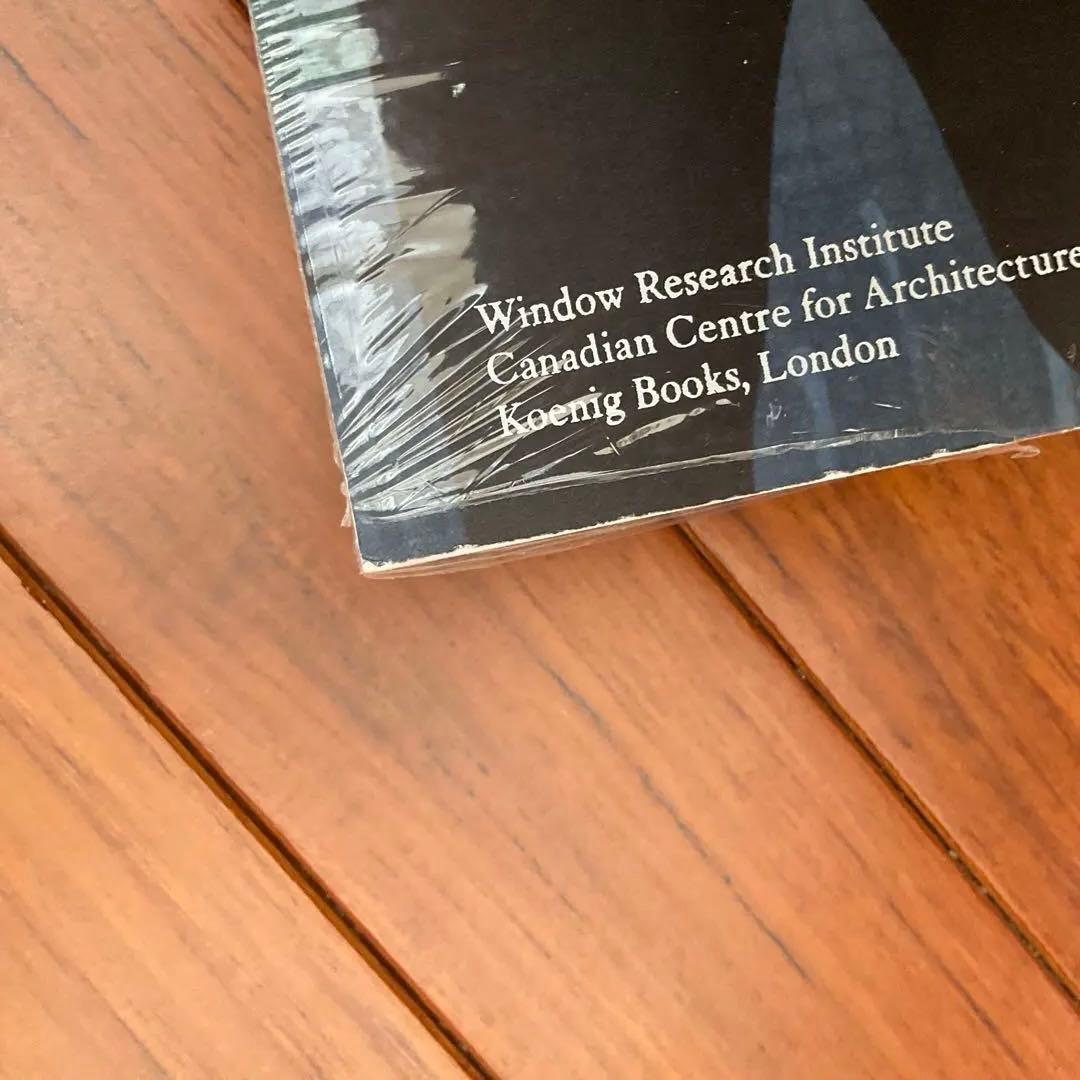 Window Research Institute
Canadian Centre for Architecture
Koenig Books, London